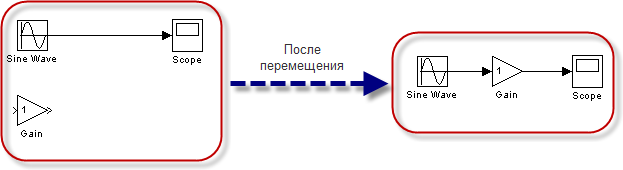 Sine Wave
Scope
1
Gain
После
перемещения
1
Sine Wave
Gain
Scope